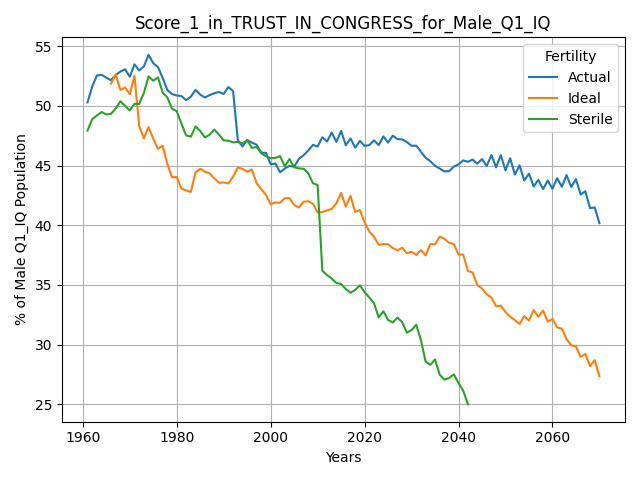 Score_1_in_TRUST_IN_CONGRESS_for_Male_Q1_IQ
% of Male Q1_IQ Population
55
50
45
40
35
30
25
Fertility
Actual
Ideal
Sterile
1960 1980 2000 2020 2040 2060
Years